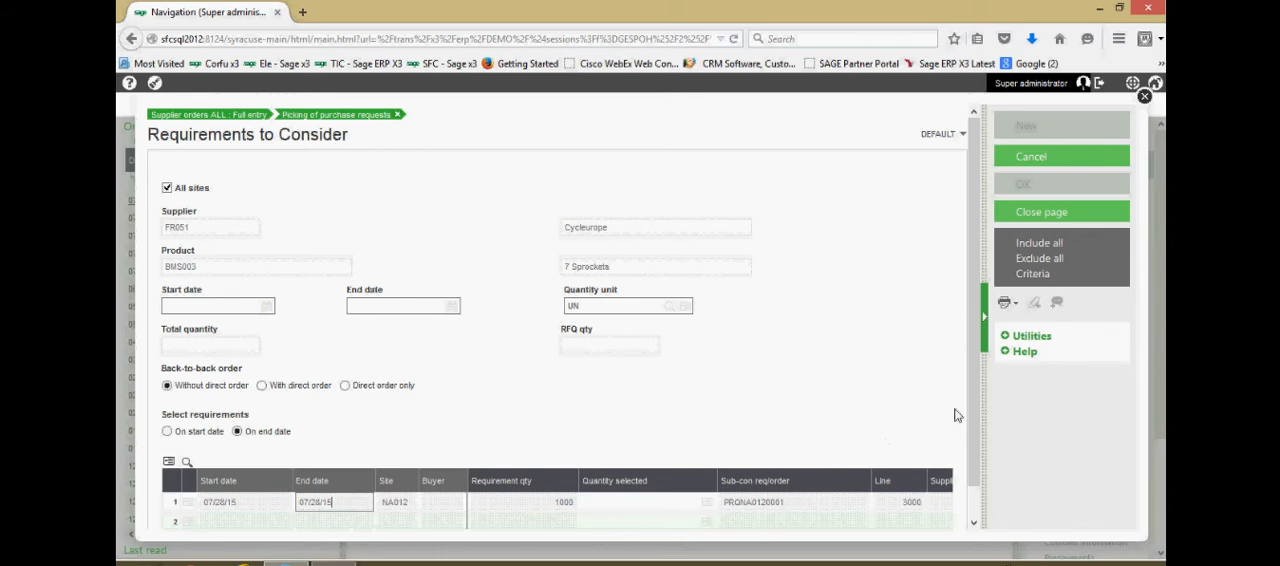 sage Navigation (Super adminis...
sfcsql2012:8124/syracuse-main/html/main.html?url=%2Ftrans%2Fx3%2Ferp%2FDEMO%2F%24sessions%3Ff%3DGESPOH%252F2%252F
Search
Most Visited
Corfu x3
Ele - Sage x3
TIC - Sage ERP X3
SFC - Sage x3
Getting Started
Cisco WebEx Web Con...
CRM Software, Custo...
SAGE Partner Portal
Sage ERP X3 Latest
Google (2)
Super administrator
Supplier orders ALL : Full entry
Picking of purchase requests
Requirements to Consider
DEFAULT
New
Cancel
OK
Close page
Include all
Exclude all
Criteria
Utilities
Help
All sites
Supplier
FR051
Cycleurope
Product
BMS003
7 Sprockets
Start date
End date
Quantity unit
UN
Total quantity
RFQ qty
Back-to-back order
Without direct order
With direct order
Direct order only
Select requirements
On start date
On end date
Start date
End date
Site
Buyer
Requirement qty
Quantity selected
Sub-con req/order
Line
Suppl
1
07/28/15
07/28/15
NA012
1000
PRQNA0120001
3000
2
Last read